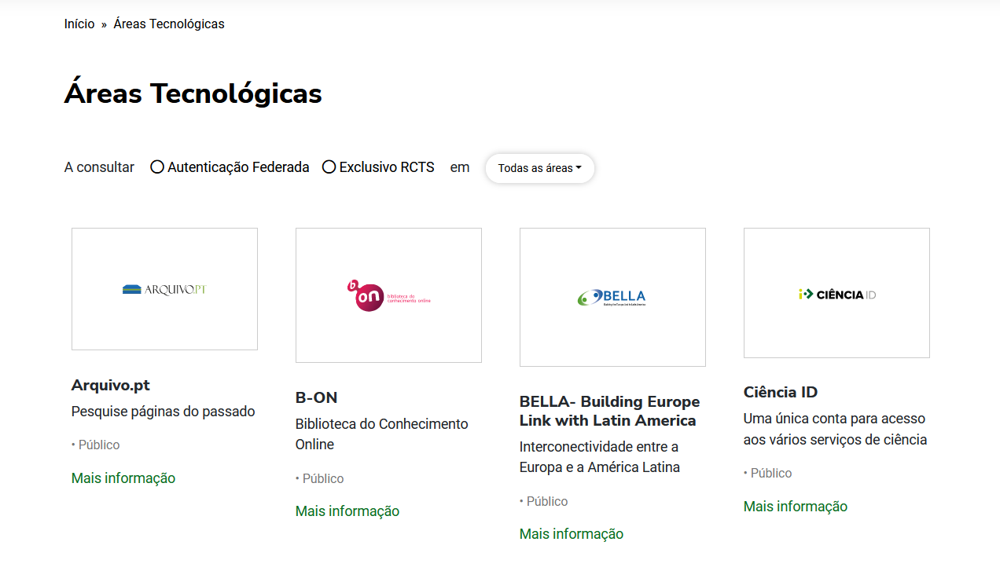 Início » Áreas Tecnológicas
Áreas Tecnológicas
A consultar Autenticação Federada Exclusivo RCTS em Todas as áreas
ARQUIVO.PT
Arquivo.pt
Pesquise páginas do passado
• Público
Mais informação
b on biblioteca do
conhecimento online
B-ON
Biblioteca do Conhecimento
Online
• Público
Mais informação
BELLA
Building the Europe Link to Latin America
BELLA- Building Europe
Link with Latin America
Interconectividade entre a
Europa e a América Latina
• Público
Mais informação
CIÊNCIA ID
Ciência ID
Uma única conta para acesso
aos vários serviços de ciência
• Público
Mais informação